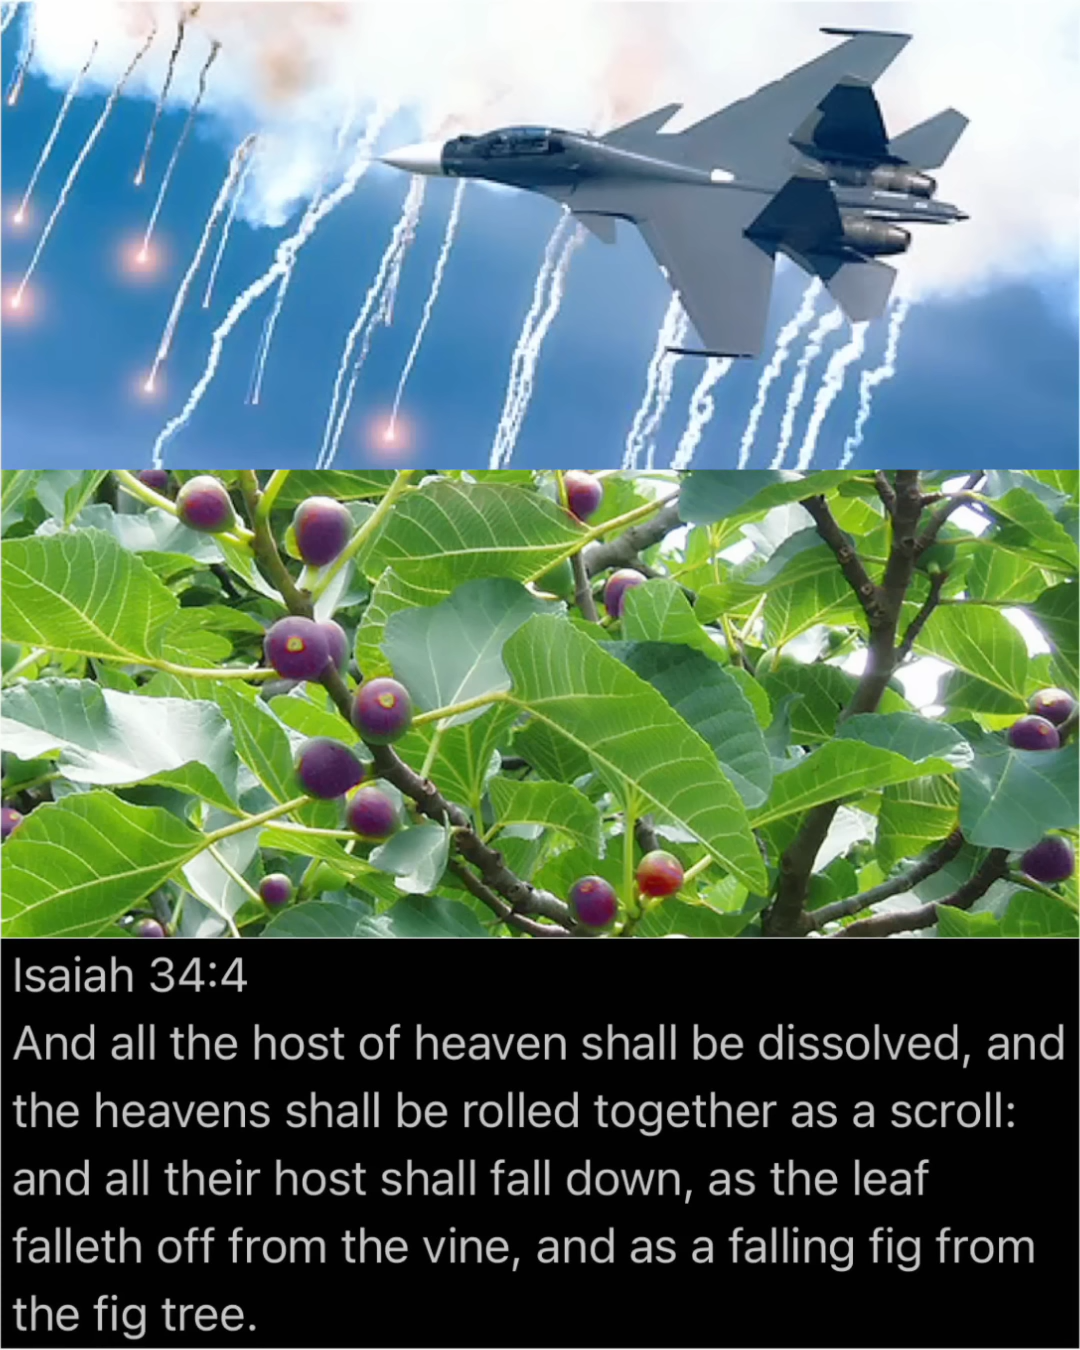 Isaiah 34:4
And all the host of heaven shall be dissolved, and
the heavens shall be rolled together as a scroll:
and all their host shall fall down, as the leaf
falleth off from the vine, and as a falling fig from
the fig tree.